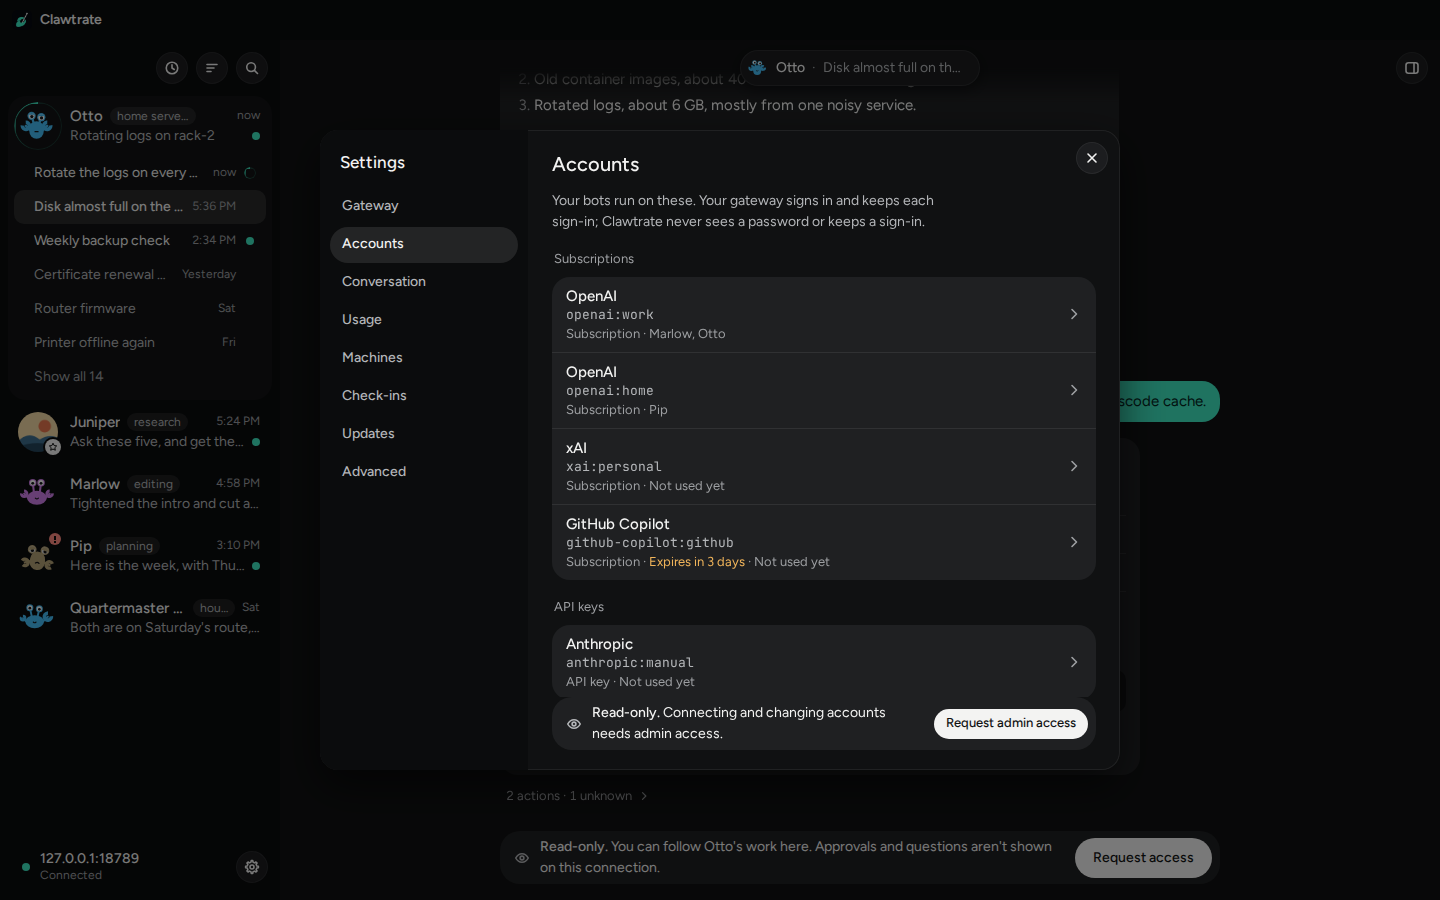 Clawtrate
Otto
home serve...
now
Rotating logs on rack-2
Rotate the logs on every ...
now
Disk almost full on the ...
5:36 PM
Weekly backup check
2:34 PM
Certificate renewal ...
Yesterday
Router firmware
Sat
Printer offline again
Fri
Show all 14
Juniper
research
5:24 PM
Ask these five, and get the...
Marlow
editing
4:58 PM
Tightened the intro and cut a...
Pip
planning
3:10 PM
Here is the week, with Thu...
Quartermaster ...
hou...
Sat
Both are on Saturday's route,...
127.0.0.1:18789
Connected
Otto · Disk almost full on th...
2. Old container images, about 40
3. Rotated logs, about 6 GB, mostly from one noisy service.
scode cache.
Settings
Gateway
Accounts
Conversation
Usage
Machines
Check-ins
Updates
Advanced
Accounts
Your bots run on these. Your gateway signs in and keeps each
sign-in; Clawtrate never sees a password or keeps a sign-in.
Subscriptions
OpenAI
openai:work
Subscription · Marlow, Otto
OpenAI
openai:home
Subscription · Pip
xAI
xai:personal
Subscription · Not used yet
GitHub Copilot
github-copilot:github
Subscription · Expires in 3 days · Not used yet
API keys
Anthropic
anthropic:manual
API key · Not used yet
Read-only. Connecting and changing accounts
needs admin access.
Request admin access
2 actions · 1 unknown
Read-only. You can follow Otto's work here. Approvals and questions aren't shown
on this connection.
Request access